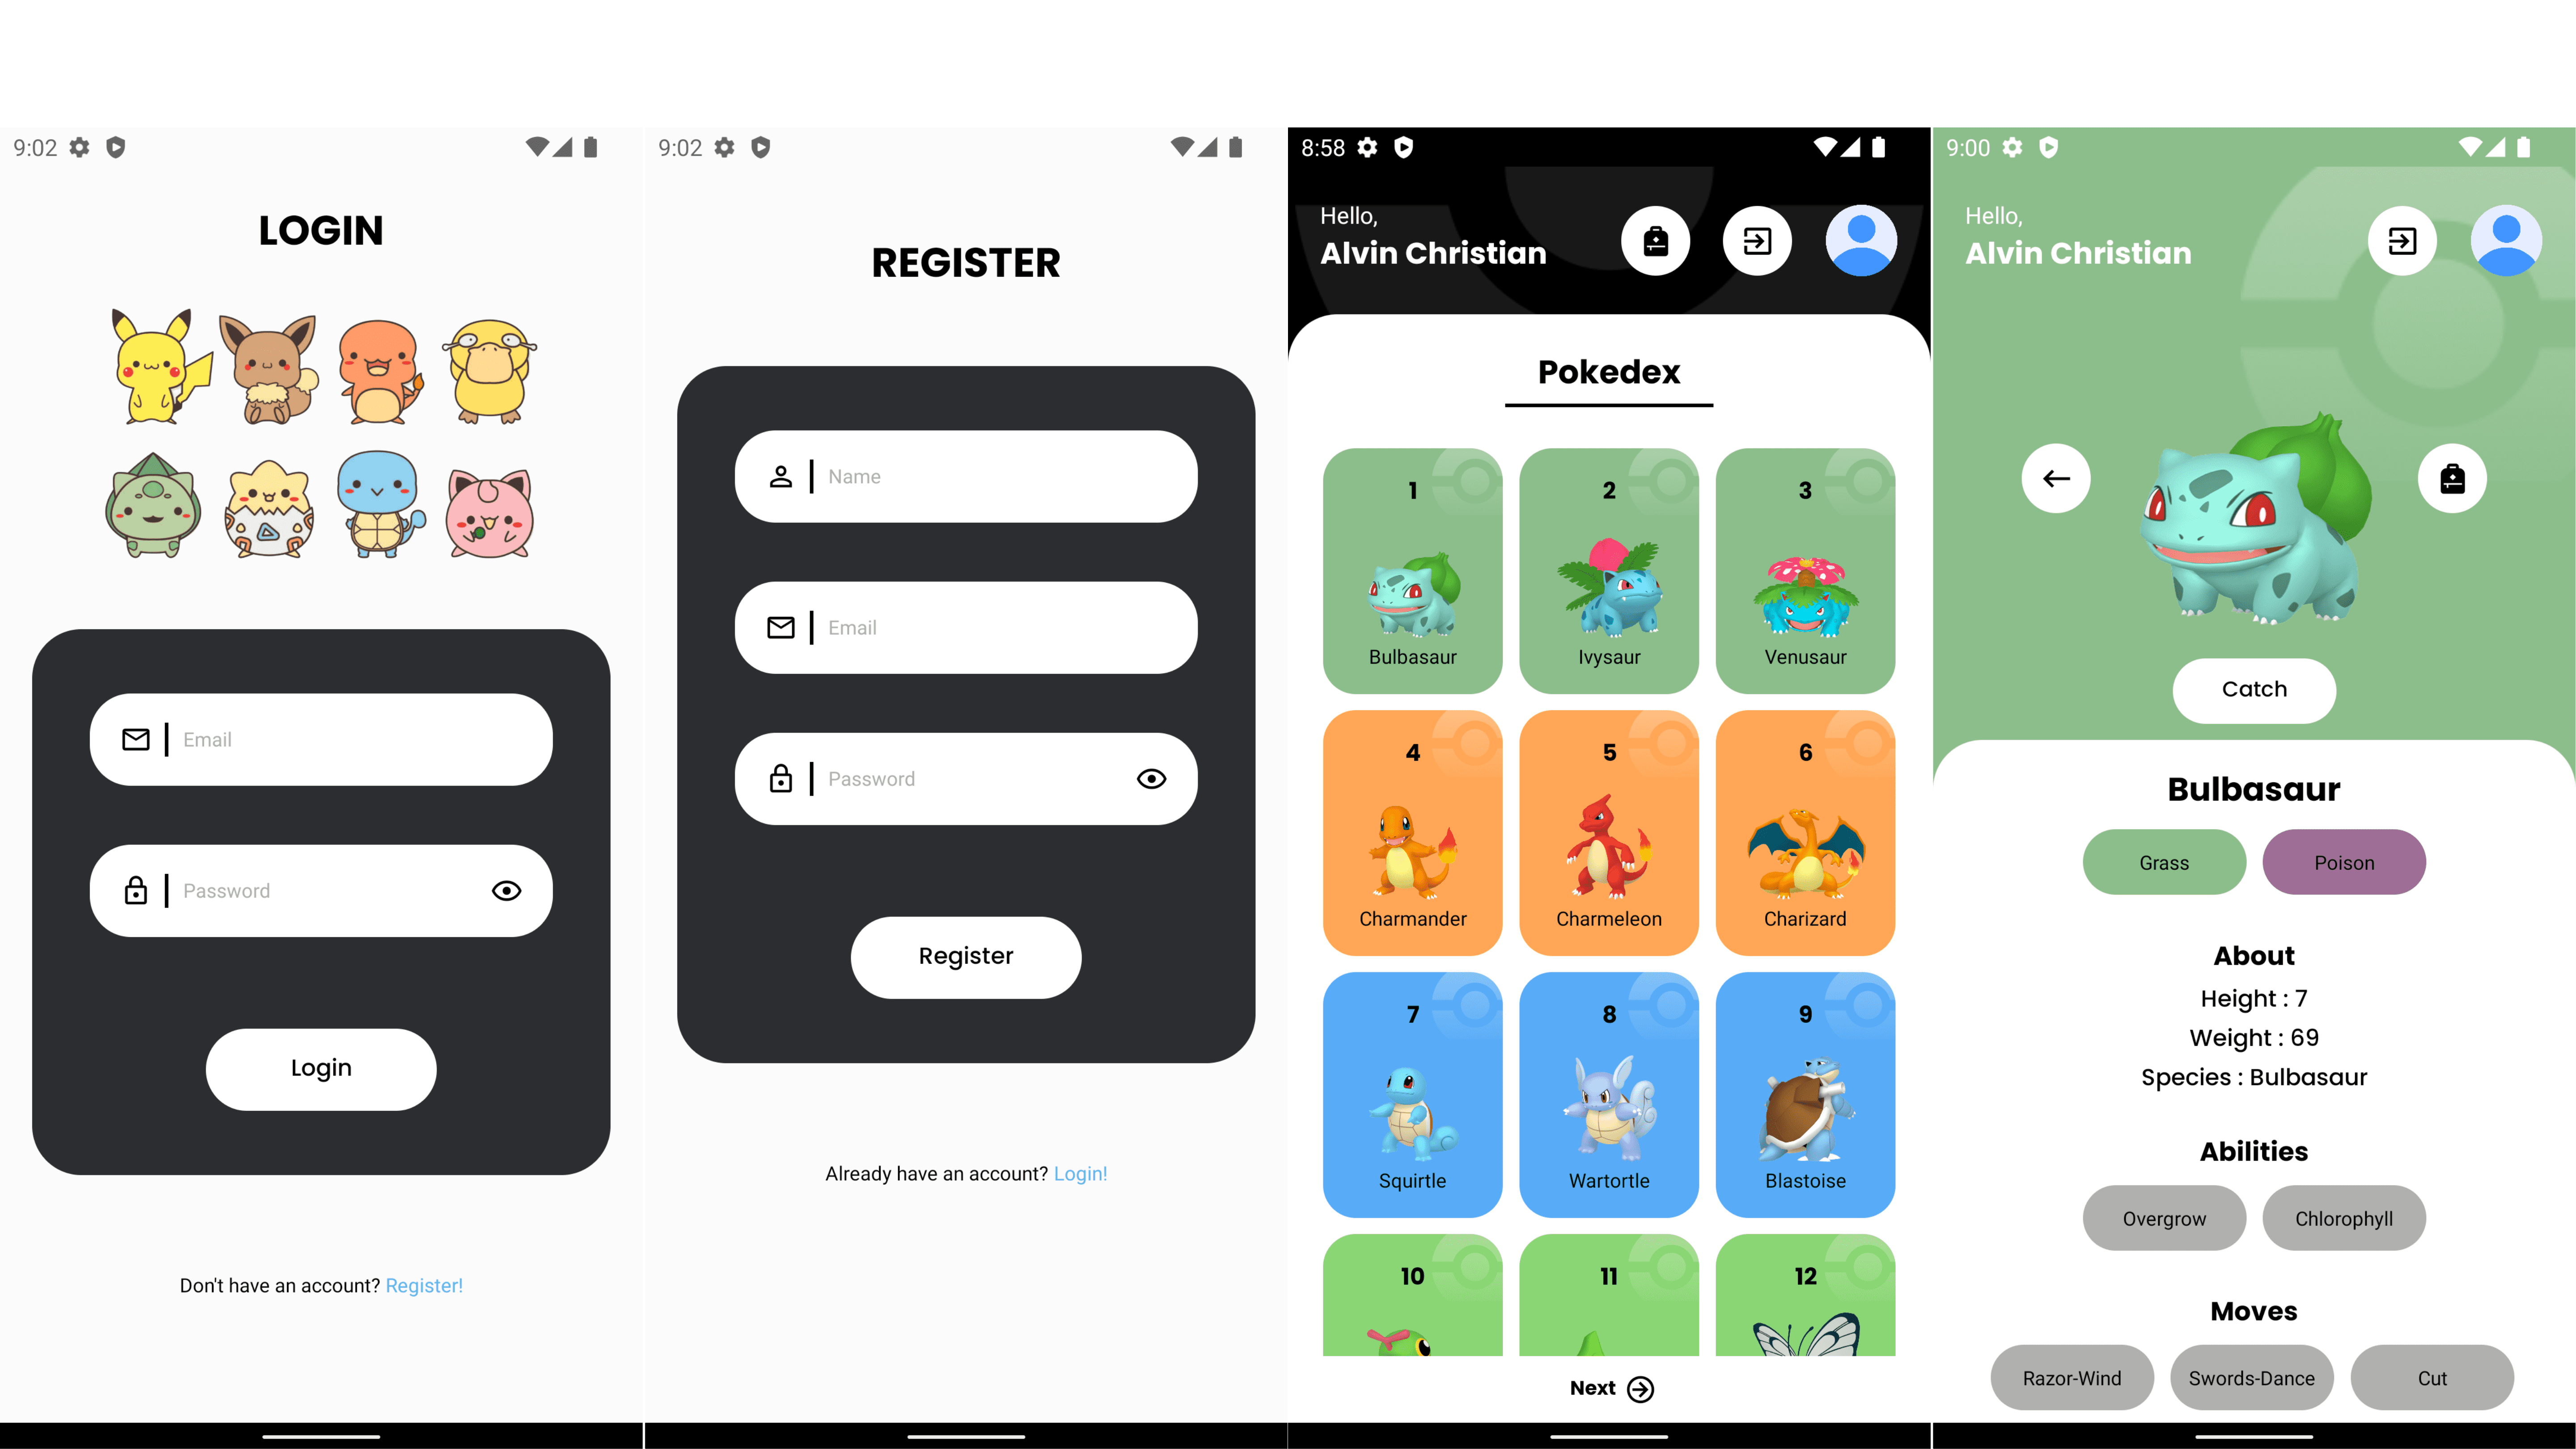 9:02
LOGIN
Email
Password
Login
Don't have an account? Register!
9:02
REGISTER
Name
Email
Password
Register
Already have an account? Login!
8:58
Hello,
Alvin Christian
Pokedex
1 2 3
Bulbasaur Ivysaur Venusaur
4 5 6
Charmander Charmeleon Charizard
7 8 9
Squirtle Wartortle Blastoise
10 11 12
Next
9:00
Hello,
Alvin Christian
Catch
Bulbasaur
Grass Poison
About
Height : 7
Weight : 69
Species : Bulbasaur
Abilities
Overgrow Chlorophyll
Moves
Razor-Wind Swords-Dance Cut